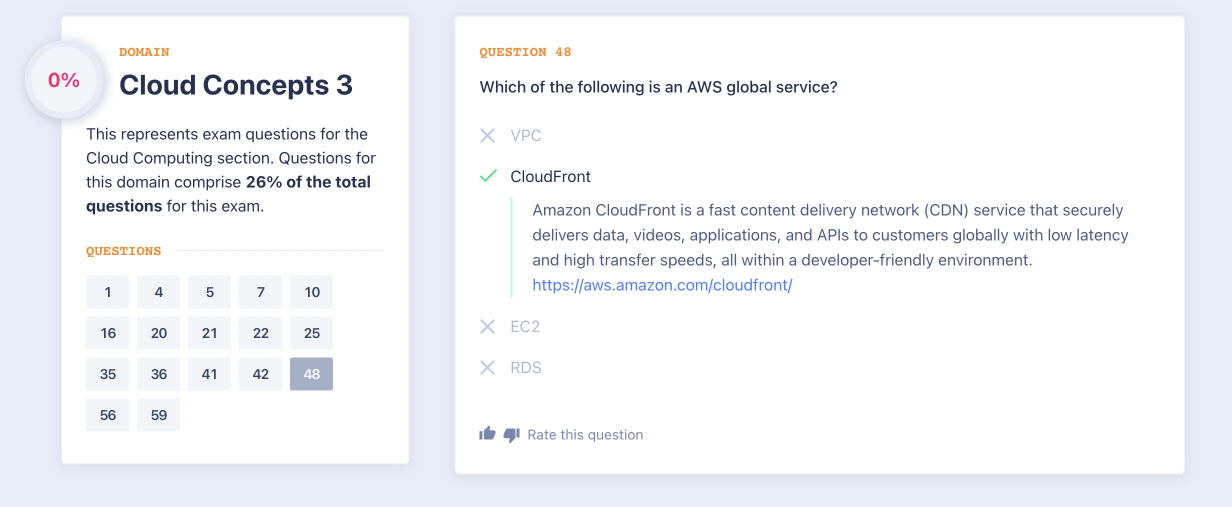 0%
DOMAIN
Cloud Concepts 3
This represents exam questions for the
Cloud Computing section. Questions for
this domain comprise 26% of the total
questions for this exam.
QUESTIONS
1 4 5 7 10
16 20 21 22 25
35 36 41 42 48
56 59
QUESTION 48
Which of the following is an AWS global service?
VPC
CloudFront
Amazon CloudFront is a fast content delivery network (CDN) service that securely
delivers data, videos, applications, and APIs to customers globally with low latency
and high transfer speeds, all within a developer-friendly environment.
https://aws.amazon.com/cloudfront/
EC2
RDS
Rate this question